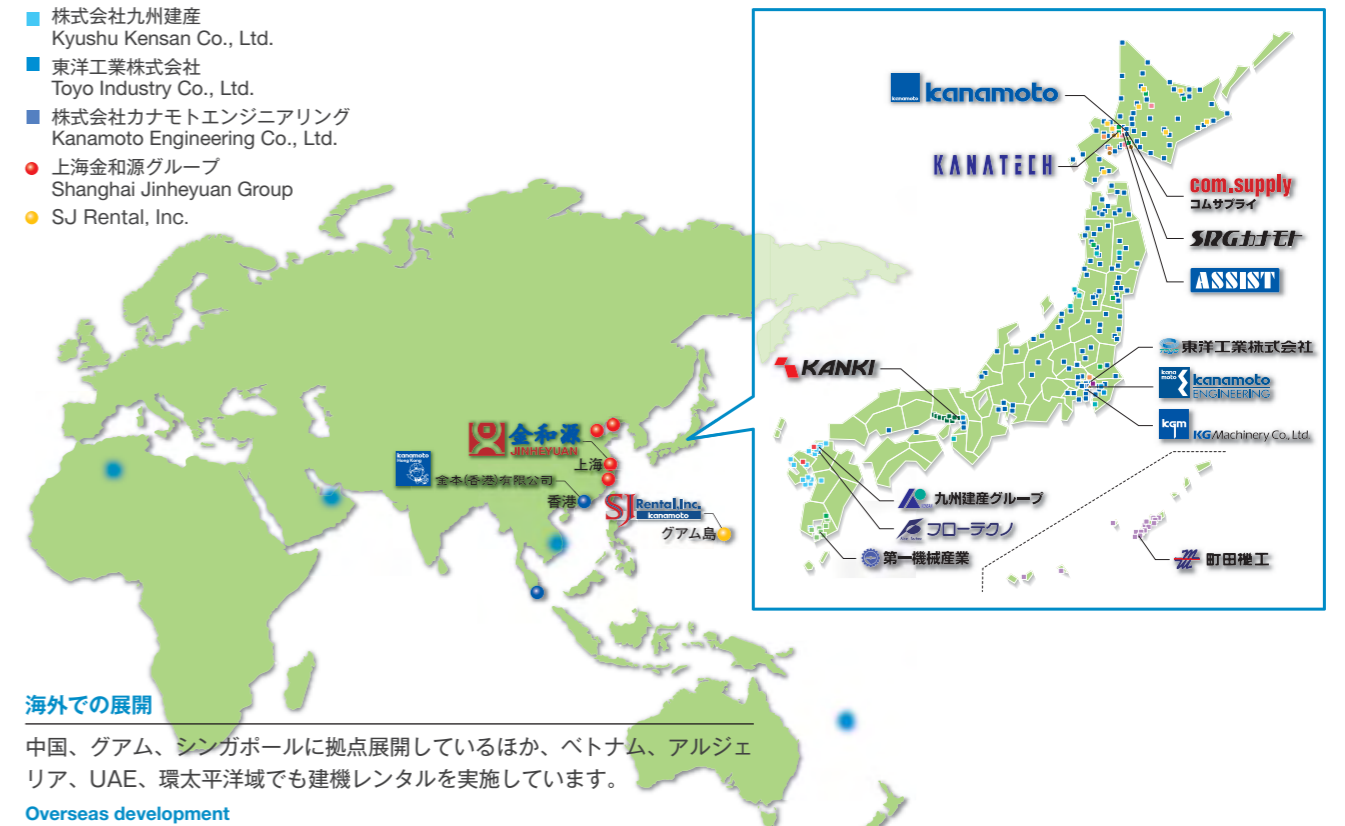 株式会社九州建産
Kyushu Kensan Co., Ltd.
東洋工業株式会社
Toyo Industry Co., Ltd.
株式会社カナモトエンジニアリング
Kanamoto Engineering Co., Ltd.
上海金和源グループ
Shanghai Jinheyuan Group
SJ Rental, Inc.
kanamoto
kanamoto
KANATECH
com.supply
コムサプライ
SRGカナモト
ASSIST
東洋工業株式会社
kana
moto
kanamoto
ENGINEERING
KANKI
kgm
KG Machinery Co., Ltd.
金和源
JINHEYUAN
上海
kanamoto
Hong Kong
金本(香港)有限公司
香港
SJ Rental,Inc.
kanamoto
グアム島
九州建産グループ
フローテクノ
第一機械産業
町田機工
海外での展開
中国、グアム、シンガポールに拠点展開しているほか、ベトナム、アルジェ
リア、UAE、環太平洋域でも建機レンタルを実施しています。
Overseas development